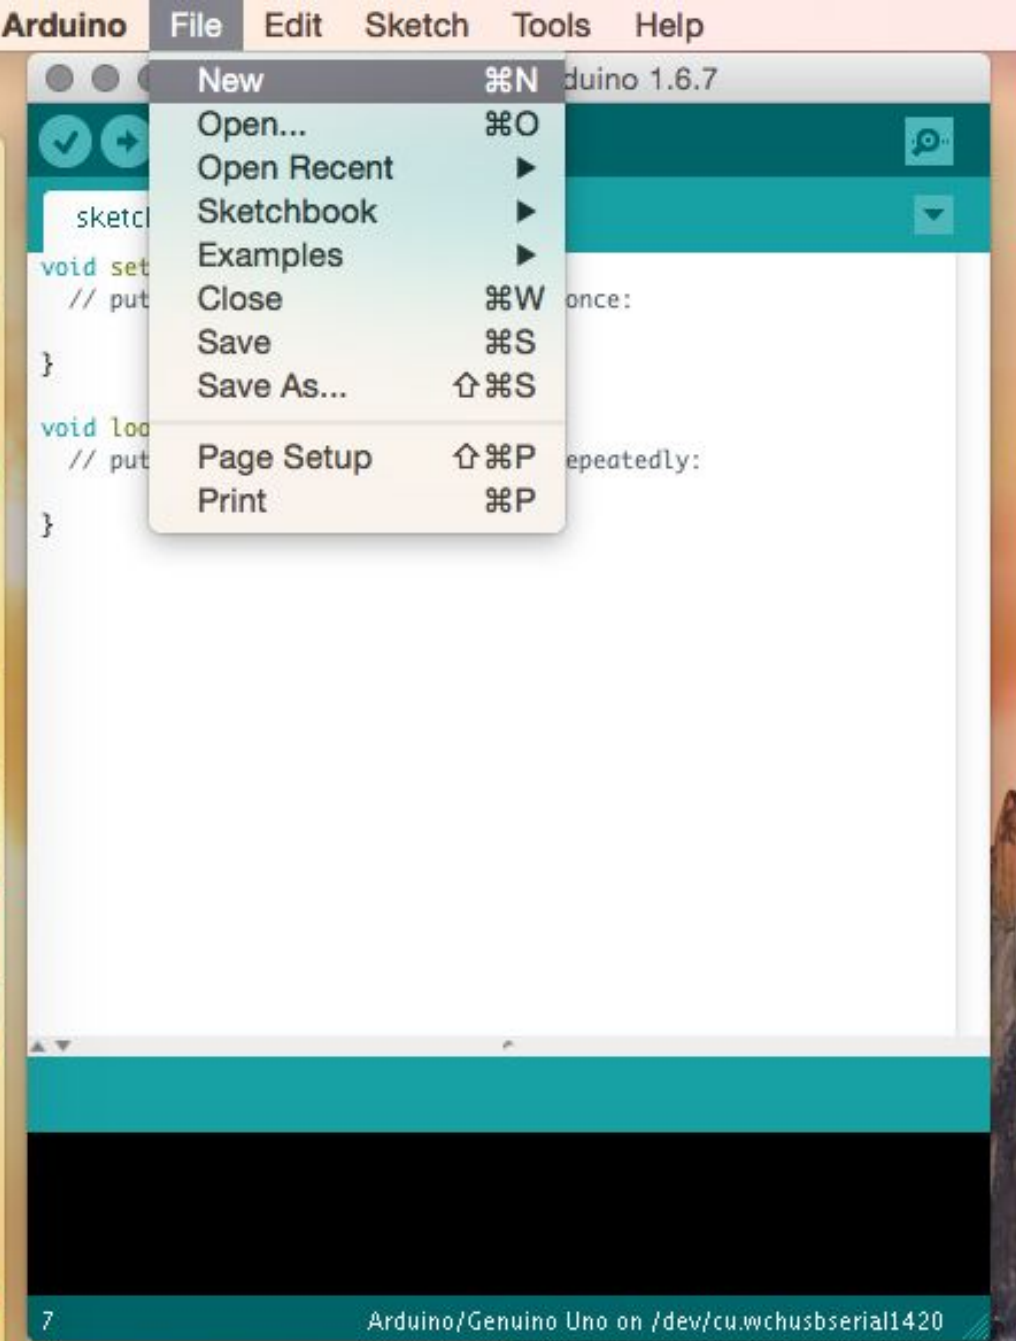 Arduino File Edit Sketch Tools Help
duino 1.6.7
New ⌘N
Open... ⌘O
Open Recent ▶
Sketchbook ▶
Examples ▶
Close ⌘W
Save ⌘S
Save As... ⇧⌘S
Page Setup ⇧⌘P
Print ⌘P
sketc
void set
// put once:
}
void loo
// put epeatedly:
}
7 Arduino/Genuino Uno on /dev/cu.wchusbserial1420